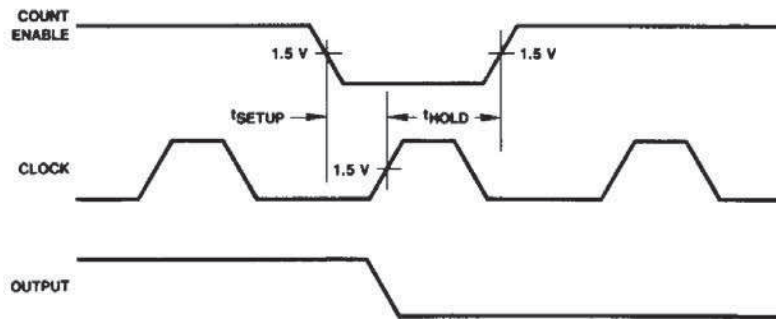 COUNT
ENABLE
1.5 V
1.5 V
tSETUP
tHOLD
CLOCK
1.5 V
OUTPUT